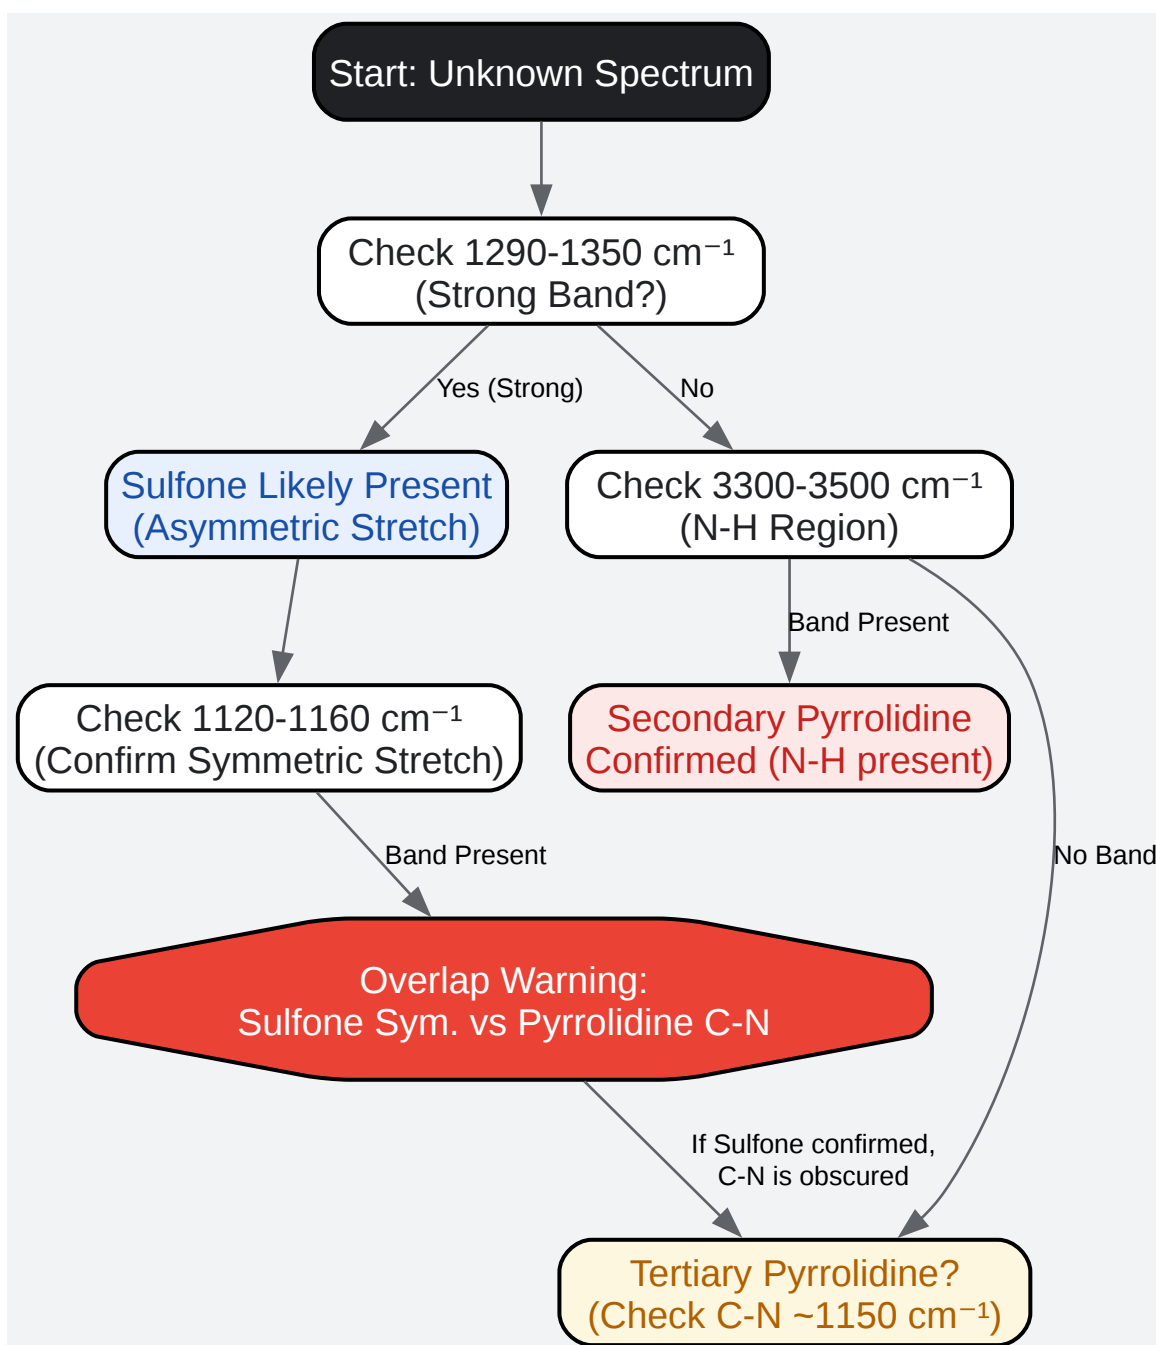 Start: Unknown Spectrum
Check 1290-1350 cm⁻¹
(Strong Band?)
Yes (Strong)
No
Sulfone Likely Present
(Asymmetric Stretch)
Check 3300-3500 cm⁻¹
(N-H Region)
Band Present
Check 1120-1160 cm⁻¹
(Confirm Symmetric Stretch)
Secondary Pyrrolidine
Confirmed (N-H present)
Band Present
No Band
Overlap Warning:
Sulfone Sym. vs Pyrrolidine C-N
If Sulfone confirmed,
C-N is obscured
Tertiary Pyrrolidine?
(Check C-N ~1150 cm⁻¹)